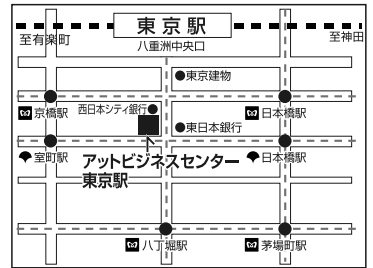 東京駅
至有楽町
八重洲中央口
至神田
東京建物
京橋駅
西日本シティ銀行
日本橋駅
東日本銀行
室町駅
アットビジネスセンター
東京駅
日本橋駅
八丁堀駅
茅場町駅